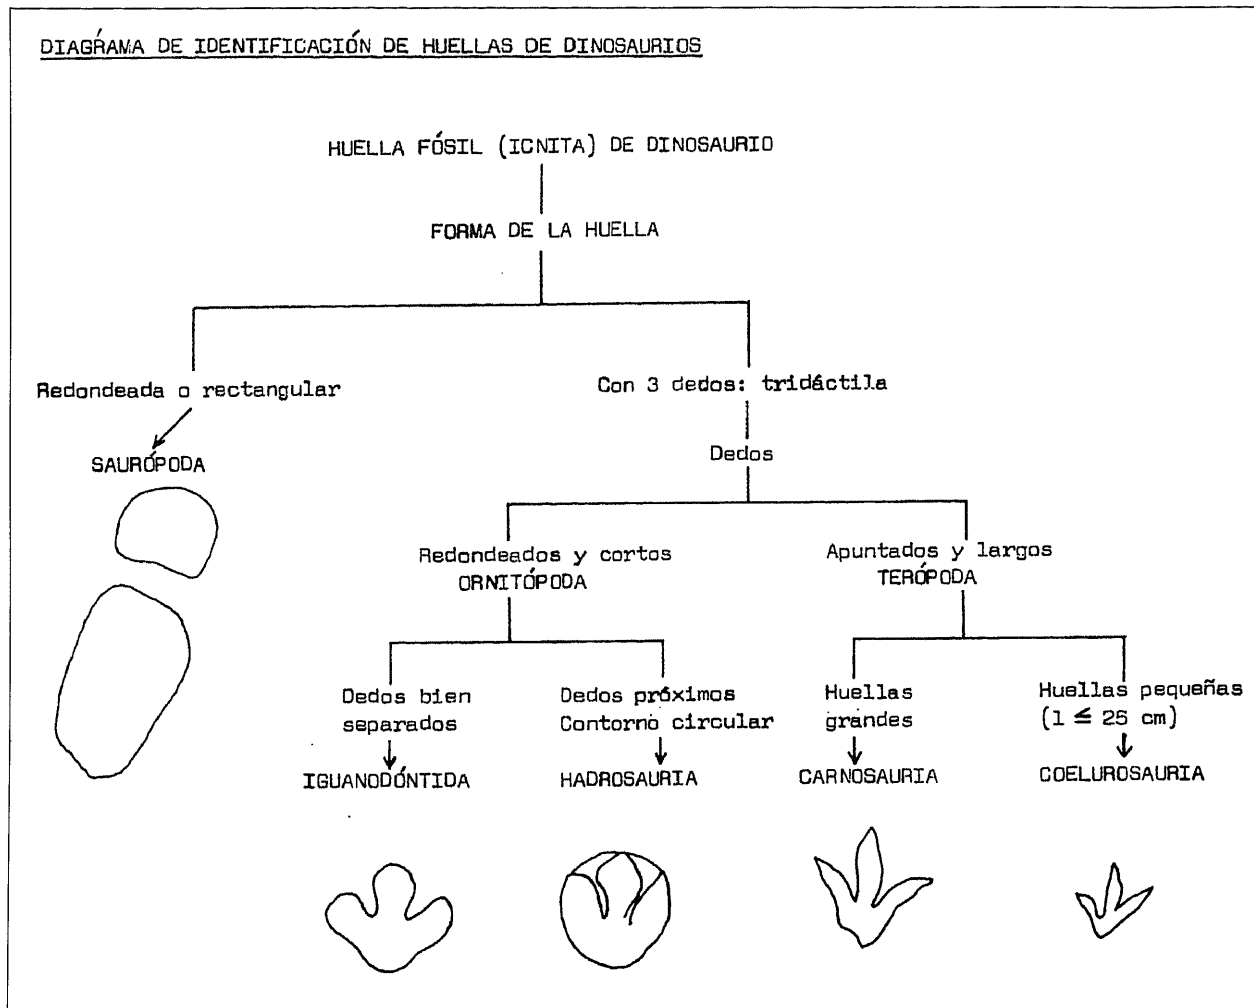 DIAGRAMA DE IDENTIFICACIÓN DE HUELLAS DE DINOSAURIOS
HUELLA FÓSIL (ICNITA) DE DINOSAURIO
FORMA DE LA HUELLA
Redondeada o rectangular
Con 3 dedos: tridáctila
SAURÓPODA
Dedos
Redondeados y cortos
ORNITÓPODA
Apuntados y largos
TERÓPODA
Dedos bien
separados
IGUANODÓNTIDA
Dedos próximos
Contorno circular
HADROSAURIA
Huellas
grandes
CARNOSAURIA
Huellas pequeñas
(l ≤ 25 cm)
COELUROSAURIA